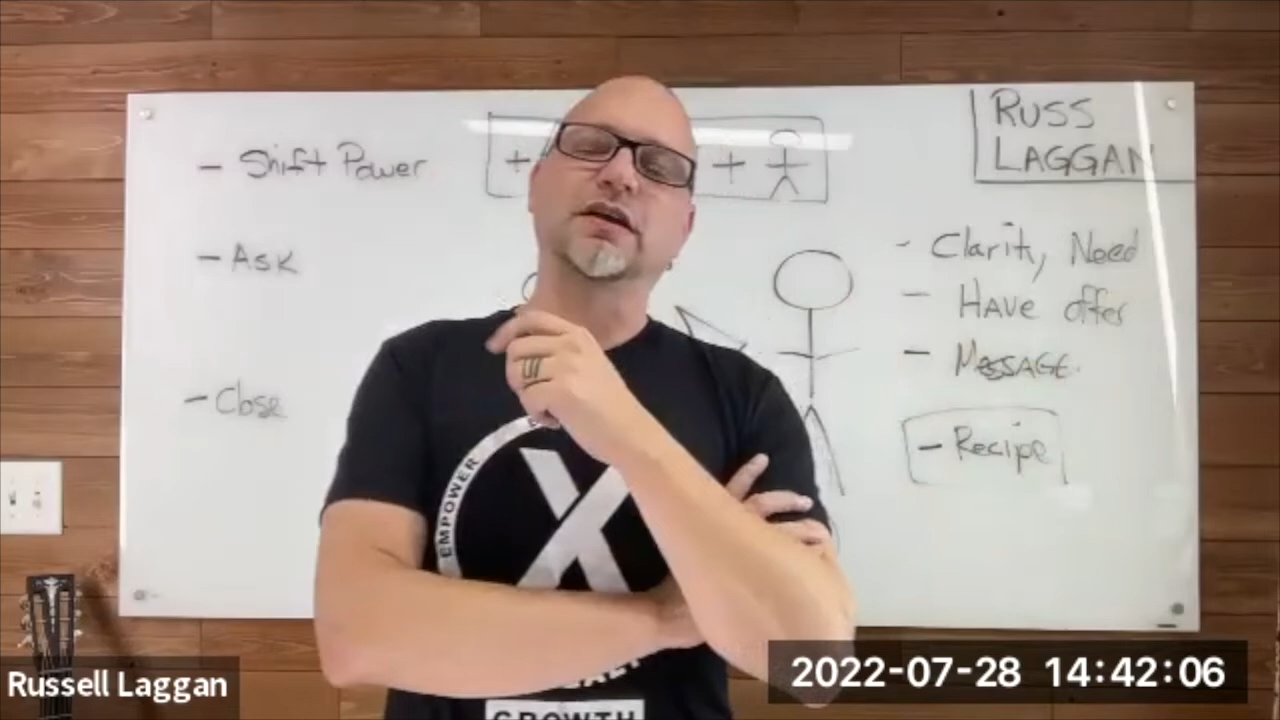 RUSS
LAGGAN
- Shift Power
- Ask
- Close
+
+
- Clarity, Need
- Have offer
- Message.
- Recipe
EMPOWER
X
GROWTH
Russell Laggan
2022-07-28 14:42:06